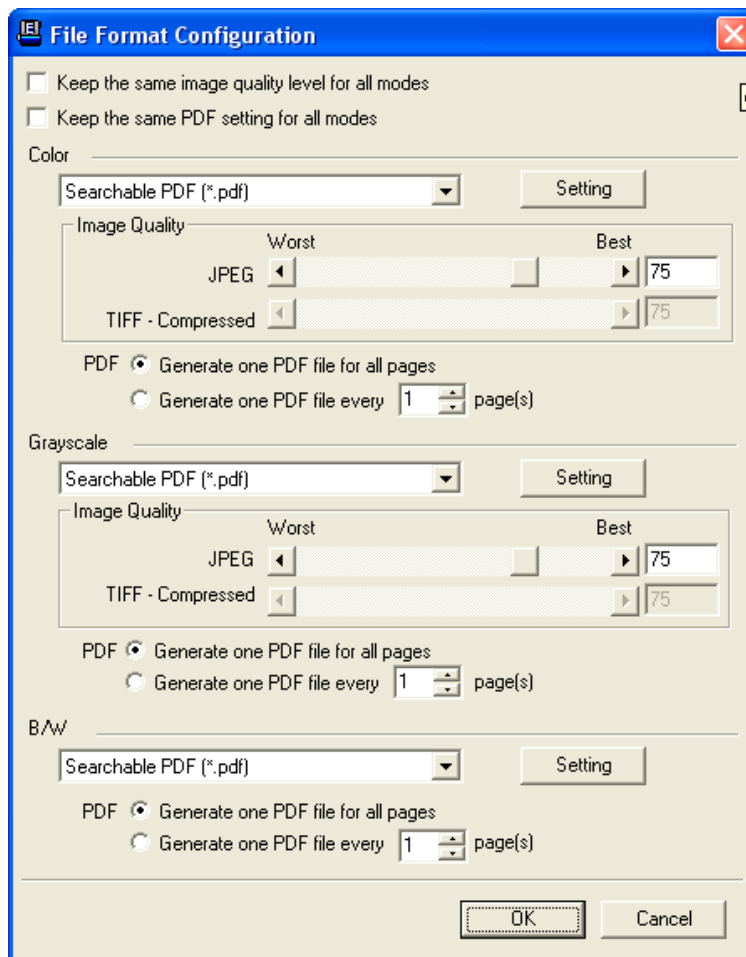 File Format Configuration
Keep the same image quality level for all modes
Keep the same PDF setting for all modes
Color
Searchable PDF (*.pdf) Setting
Image Quality
Worst Best
JPEG 75
TIFF - Compressed 75
PDF Generate one PDF file for all pages
Generate one PDF file every 1 page(s)
Grayscale
Searchable PDF (*.pdf) Setting
Image Quality
Worst Best
JPEG 75
TIFF - Compressed 75
PDF Generate one PDF file for all pages
Generate one PDF file every 1 page(s)
B/W
Searchable PDF (*.pdf) Setting
PDF Generate one PDF file for all pages
Generate one PDF file every 1 page(s)
OK Cancel